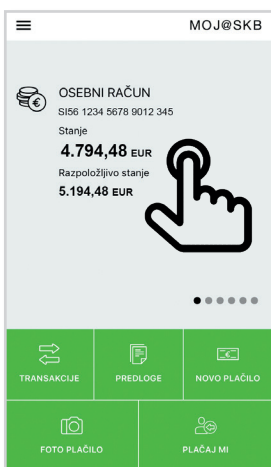 MOJ@SKB
OSEBNI RAČUN
SI56 1234 5678 9012 345
Stanje
4.794,48 EUR
Razpoložljivo stanje
5.194,48 EUR
TRANSAKCIJE
PREDLOGE
NOVO PLAČILO
FOTO PLAČILO
PLAČAJ MI